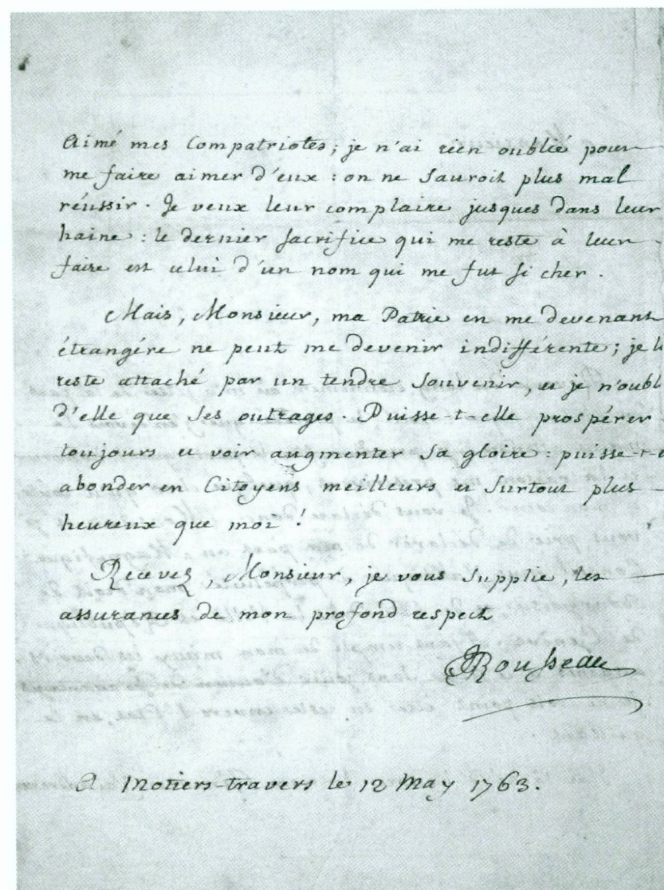 Aimé mes Compatriotes; je n'ai rien oublié pour
me faire aimer d'eux : on ne sauroit plus mal
réussir. Je veux leur complaire jusques dans leur
haine : le dernier sacrifice qui me reste à leur
faire est celui d'un nom qui me fut si cher.
Mais, Monsieur, ma Patrie en me devenant
étrangére ne peut me devenir indifférente; je l
reste attaché par un tendre souvenir, et je n'oubl
d'elle que ses outrages. Puisse-t-elle prospérer
toujours et voir augmenter sa gloire : puisse-t-e
abonder en Citoyens meilleurs et surtout plus
heureux que moi !
Recevez, Monsieur, je vous supplie, les
assurances de mon profond respect
JJRousseau
A Motiers-travers le 12 May 1763.